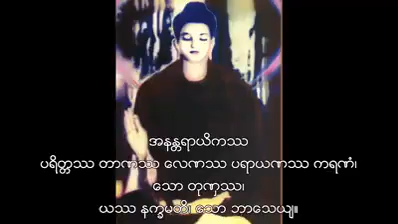 အနန္တရာယိကဿ
ပရိတ္တဿ တာဏဿ လေဏဿ ပရာယဏဿ ကရဏံ၊
သော တုဏှဿ၊
ယဿ နက္ခမတိ၊ သော ဘာသေယျ။